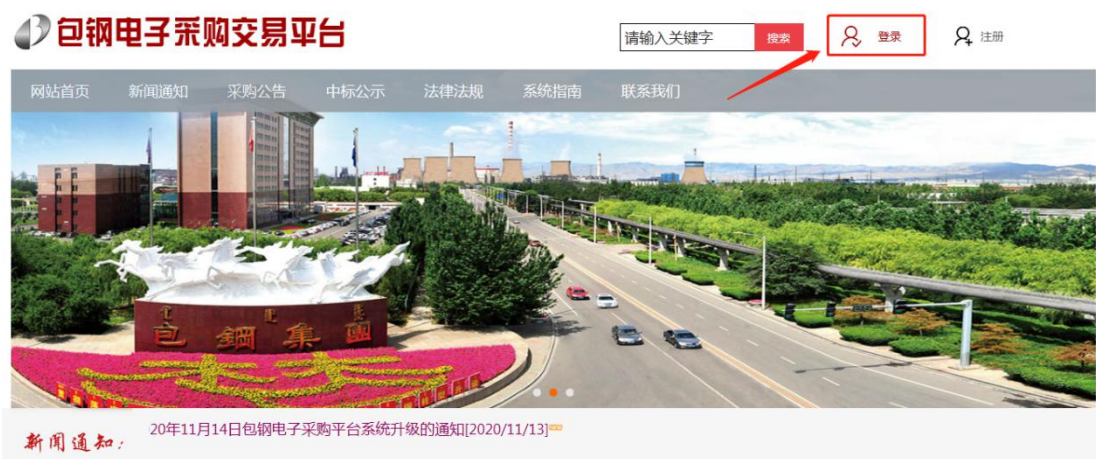 包钢电子采购交易平台
请输入关键字 搜索 登录 注册
网站首页 新闻通知 采购公告 中标公示 法律法规 系统指南 联系我们
包鋼集團
新闻通知：
20年11月14日包钢电子采购平台系统升级的通知[2020/11/13]